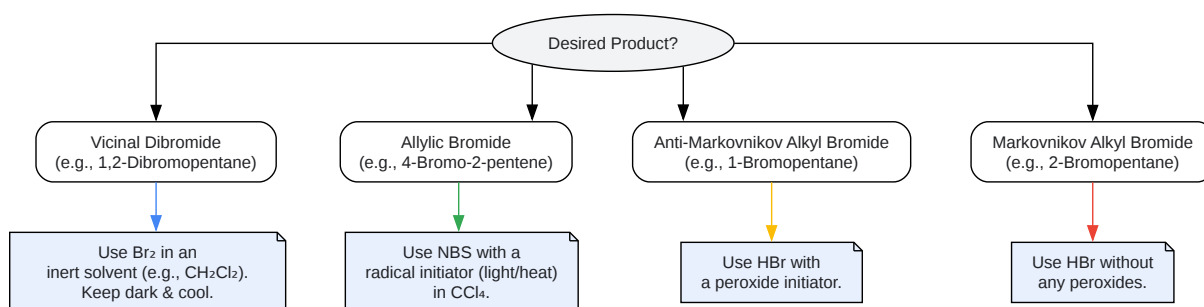 Desired Product?
Vicinal Dibromide
(e.g., 1,2-Dibromopentane)
Allylic Bromide
(e.g., 4-Bromo-2-pentene)
Anti-Markovnikov Alkyl Bromide
(e.g., 1-Bromopentane)
Markovnikov Alkyl Bromide
(e.g., 2-Bromopentane)
Use Br₂ in an
inert solvent (e.g., CH₂Cl₂).
Keep dark & cool.
Use NBS with a
radical initiator (light/heat)
in CCl₄.
Use HBr with
a peroxide initiator.
Use HBr without
any peroxides.